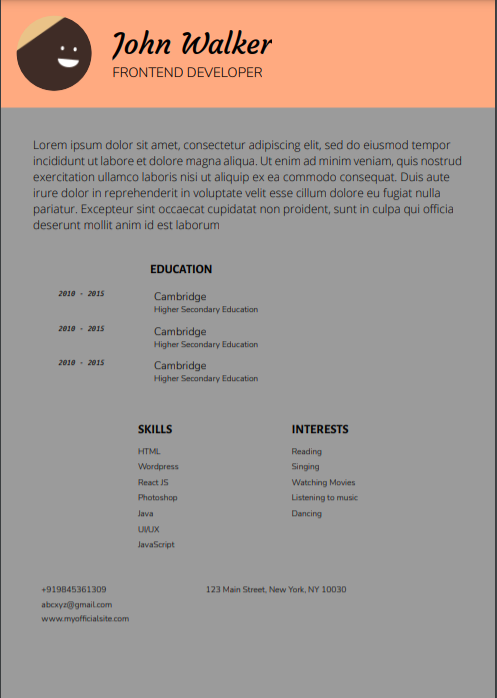 John Walker
FRONTEND DEVELOPER
Lorem ipsum dolor sit amet, consectetur adipiscing elit, sed do eiusmod tempor
incididunt ut labore et dolore magna aliqua. Ut enim ad minim veniam, quis nostrud
exercitation ullamco laboris nisi ut aliquip ex ea commodo consequat. Duis aute
irure dolor in reprehenderit in voluptate velit esse cillum dolore eu fugiat nulla
pariatur. Excepteur sint occaecat cupidatat non proident, sunt in culpa qui officia
deserunt mollit anim id est laborum
EDUCATION
2010 - 2015
Cambridge
Higher Secondary Education
2010 - 2015
Cambridge
Higher Secondary Education
2010 - 2015
Cambridge
Higher Secondary Education
SKILLS
HTML
Wordpress
React JS
Photoshop
Java
UI/UX
JavaScript
INTERESTS
Reading
Singing
Watching Movies
Listening to music
Dancing
+919845361309
abcxyz@gmail.com
www.myofficialsite.com
123 Main Street, New York, NY 10030